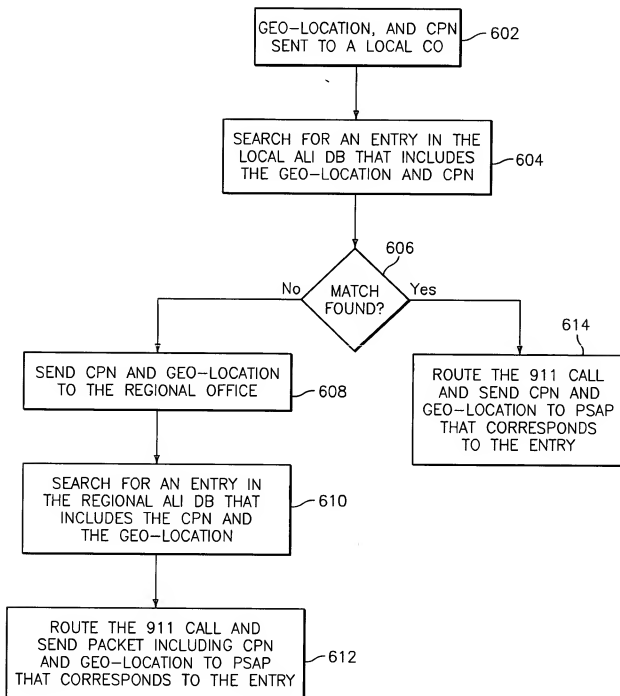 GEO-LOCATION, AND CPN
SENT TO A LOCAL CO
602
SEARCH FOR AN ENTRY IN THE
LOCAL ALI DB THAT INCLUDES
THE GEO-LOCATION AND CPN
604
606
MATCH
FOUND?
No
Yes
SEND CPN AND GEO-LOCATION
TO THE REGIONAL OFFICE
608
614
ROUTE THE 911 CALL
AND SEND CPN AND
GEO-LOCATION TO PSAP
THAT CORRESPONDS
TO THE ENTRY
SEARCH FOR AN ENTRY IN
THE REGIONAL ALI DB THAT
INCLUDES THE CPN AND
THE GEO-LOCATION
610
ROUTE THE 911 CALL AND
SEND PACKET INCLUDING CPN
AND GEO-LOCATION TO PSAP
THAT CORRESPONDS TO THE ENTRY
612